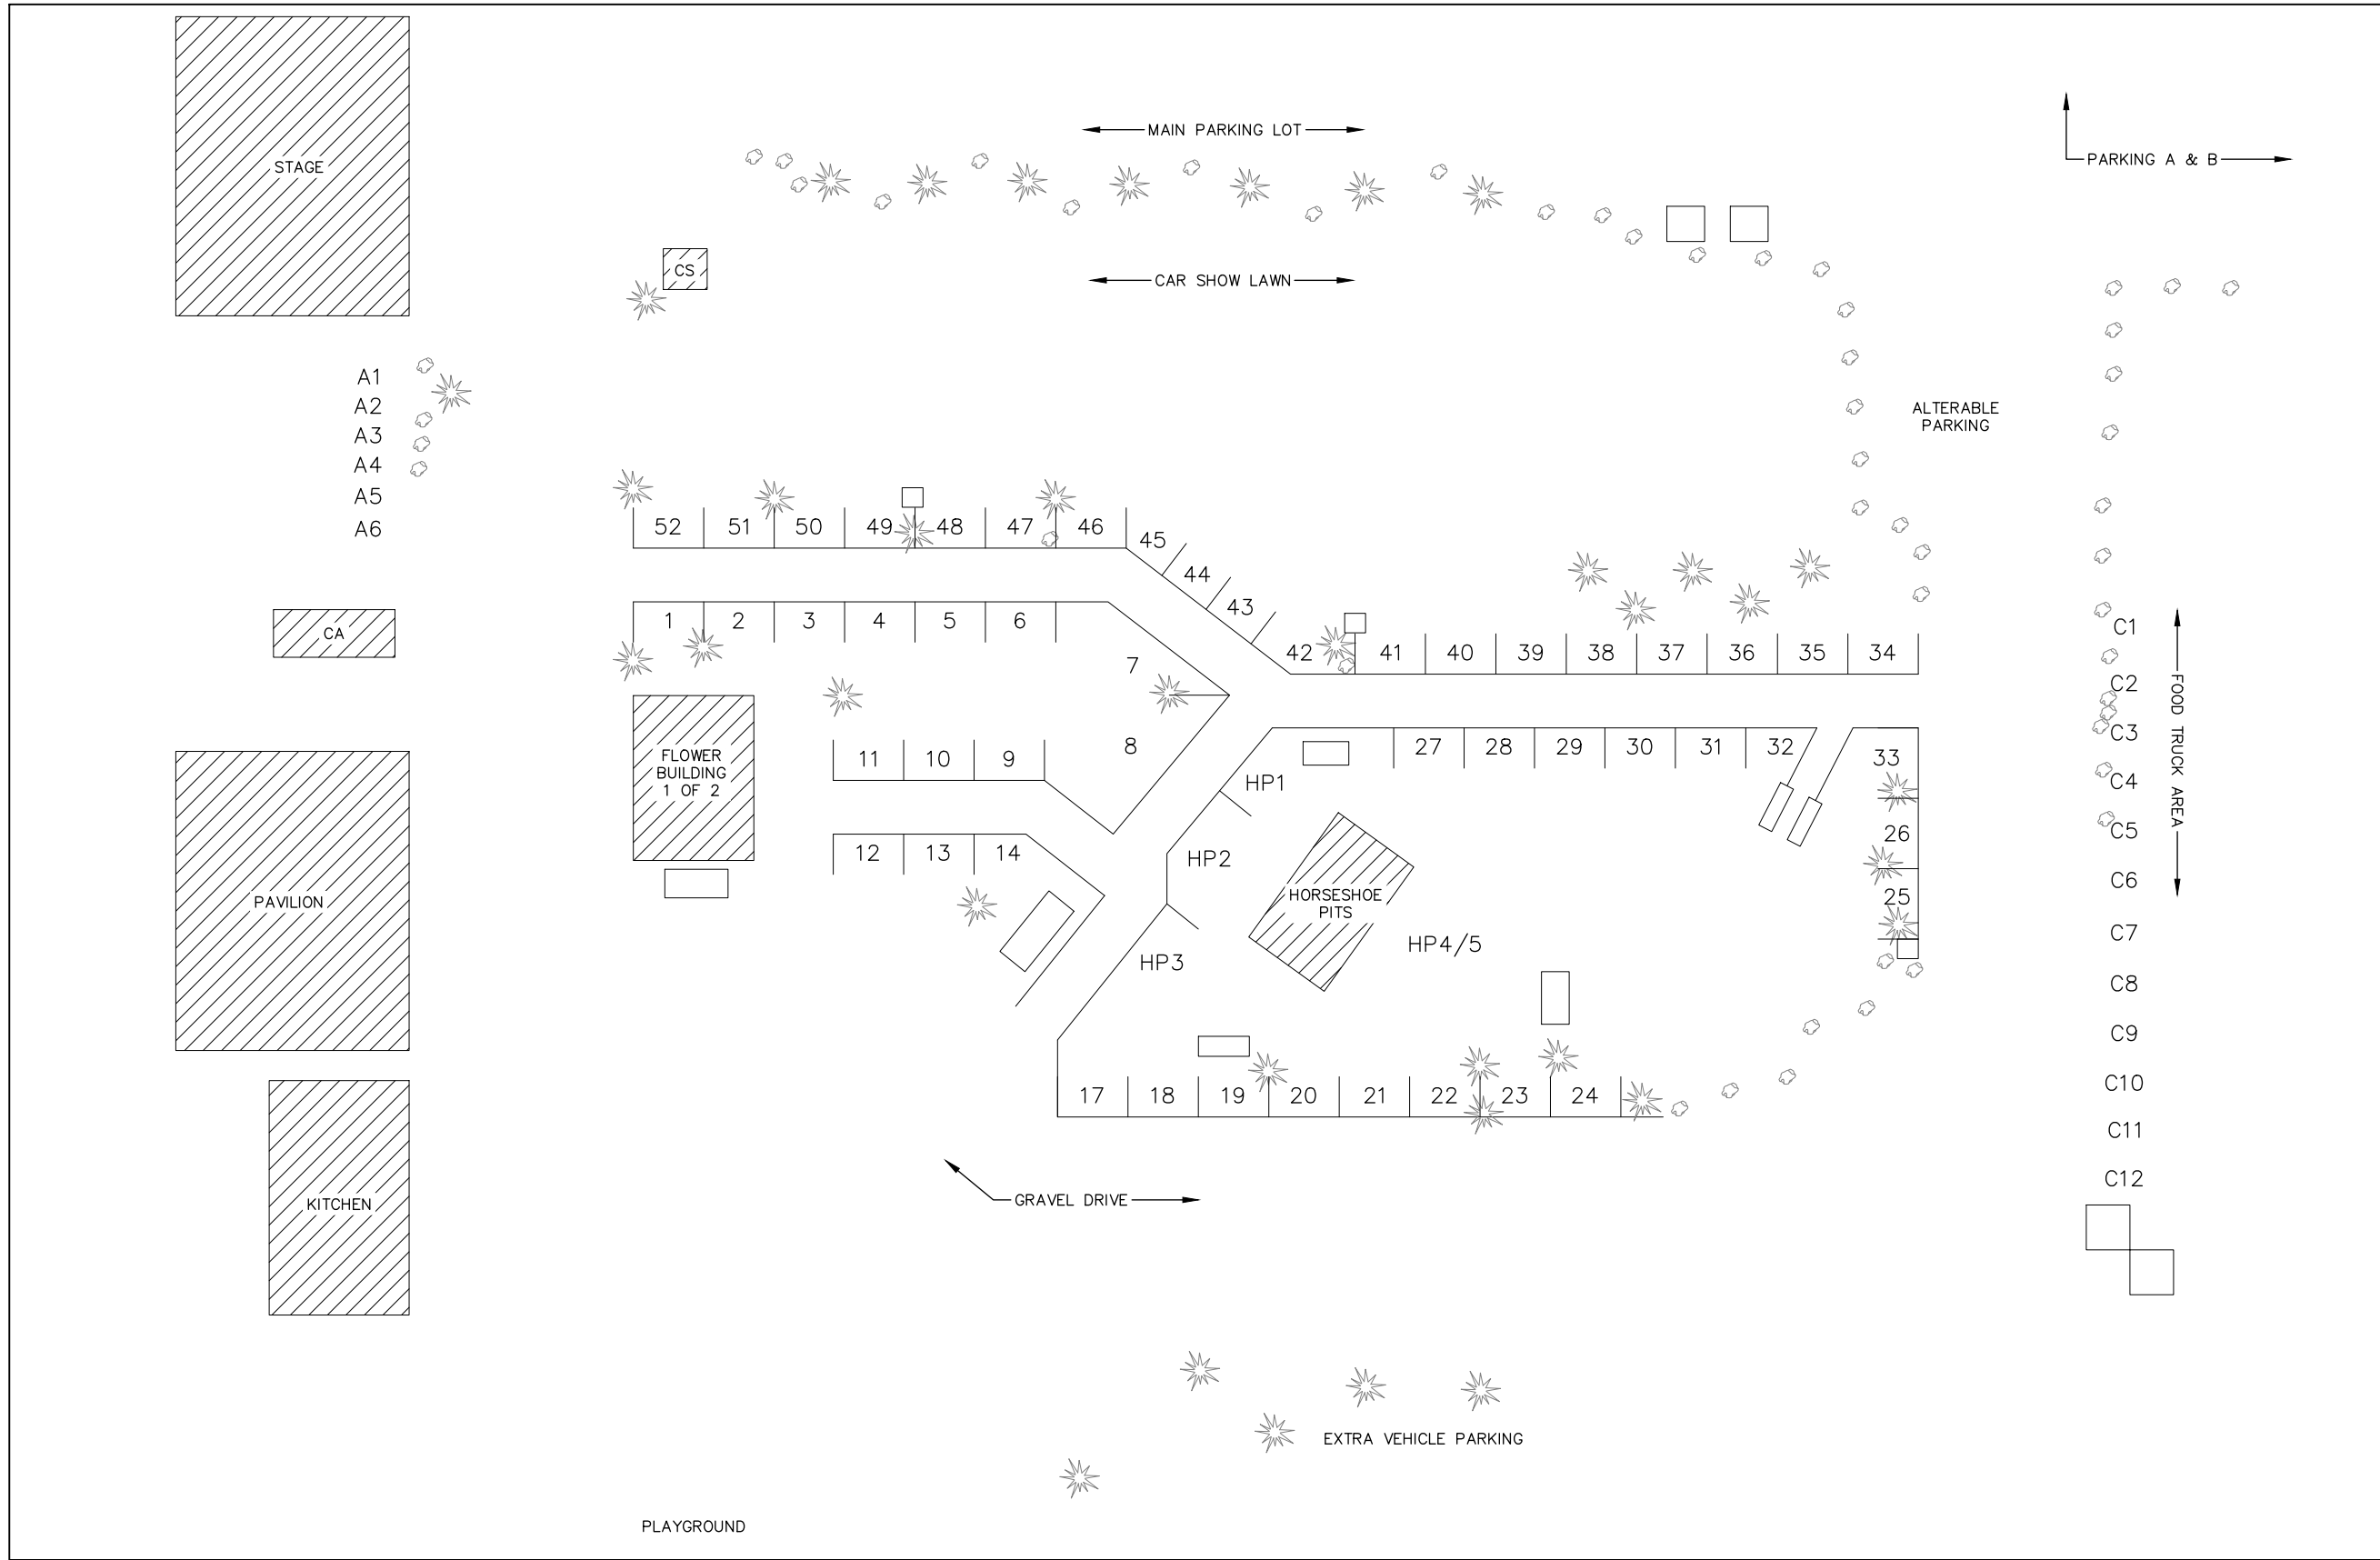 MAIN PARKING LOT
PARKING A & B
STAGE
CS
CAR SHOW LAWN
A1
A2
A3
A4
A5
A6
ALTERABLE
PARKING
52 51 50 49 48 47 46
45
44
43
42 41 40 39 38 37 36 35 34
1 2 3 4 5 6
7
8
CA
C1
C2
C3
C4
C5
C6
C7
C8
C9
C10
C11
C12
FOOD TRUCK AREA
FLOWER
BUILDING
1 OF 2
11 10 9
27 28 29 30 31 32
33
26
25
HP1
HP2
HP3
12 13 14
HORSESHOE
PITS
HP4/5
PAVILION
17 18 19 20 21 22 23 24
KITCHEN
GRAVEL DRIVE
EXTRA VEHICLE PARKING
PLAYGROUND